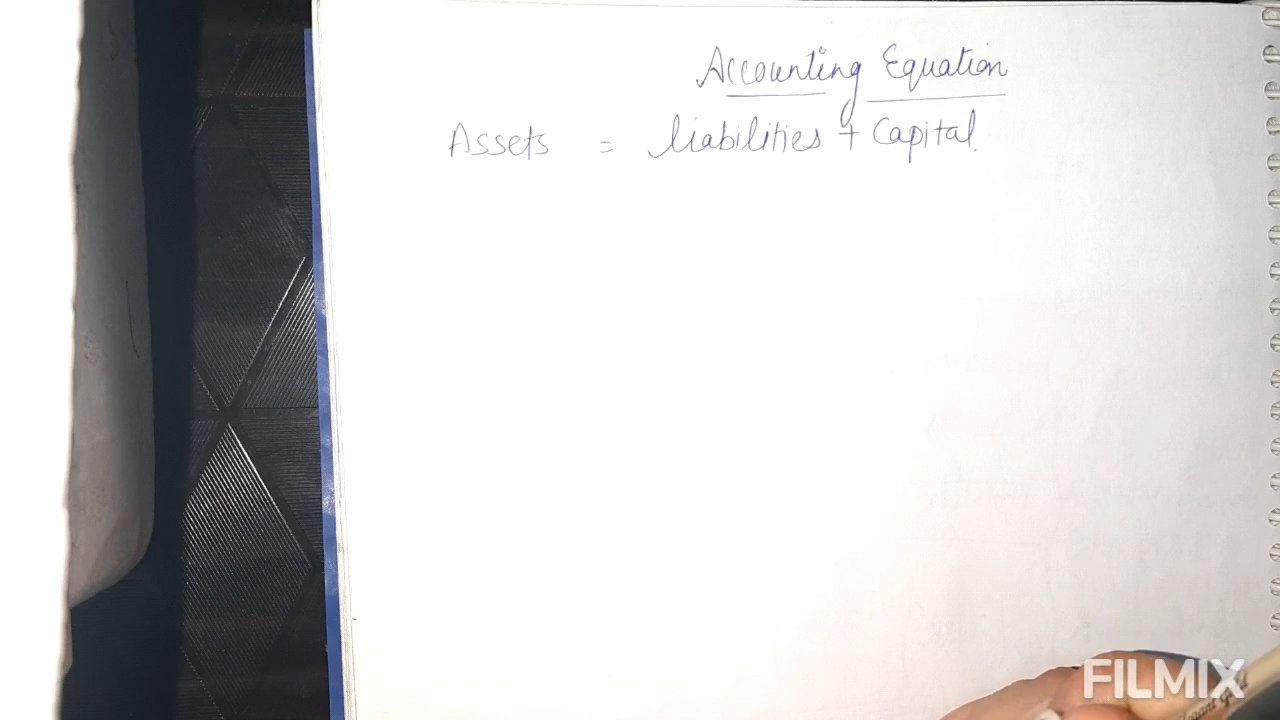 Accounting Equation
Assets = Liabilities + Capital.
FILMIX